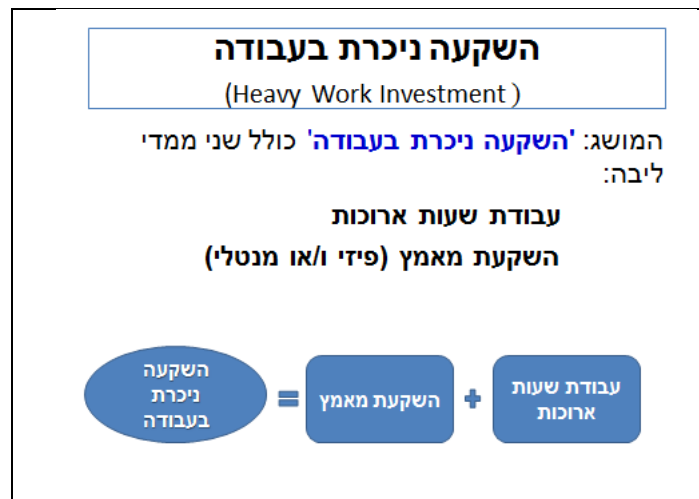 השקעה ניכרת בעבודה
(Heavy Work Investment )
המושג: 'השקעה ניכרת בעבודה' כולל שני ממדי
ליבה:
עבודת שעות ארוכות
השקעת מאמץ (פיזי ו/או מנטלי)
עבודת שעות
ארוכות
+
השקעת מאמץ
=
השקעה
ניכרת
בעבודה